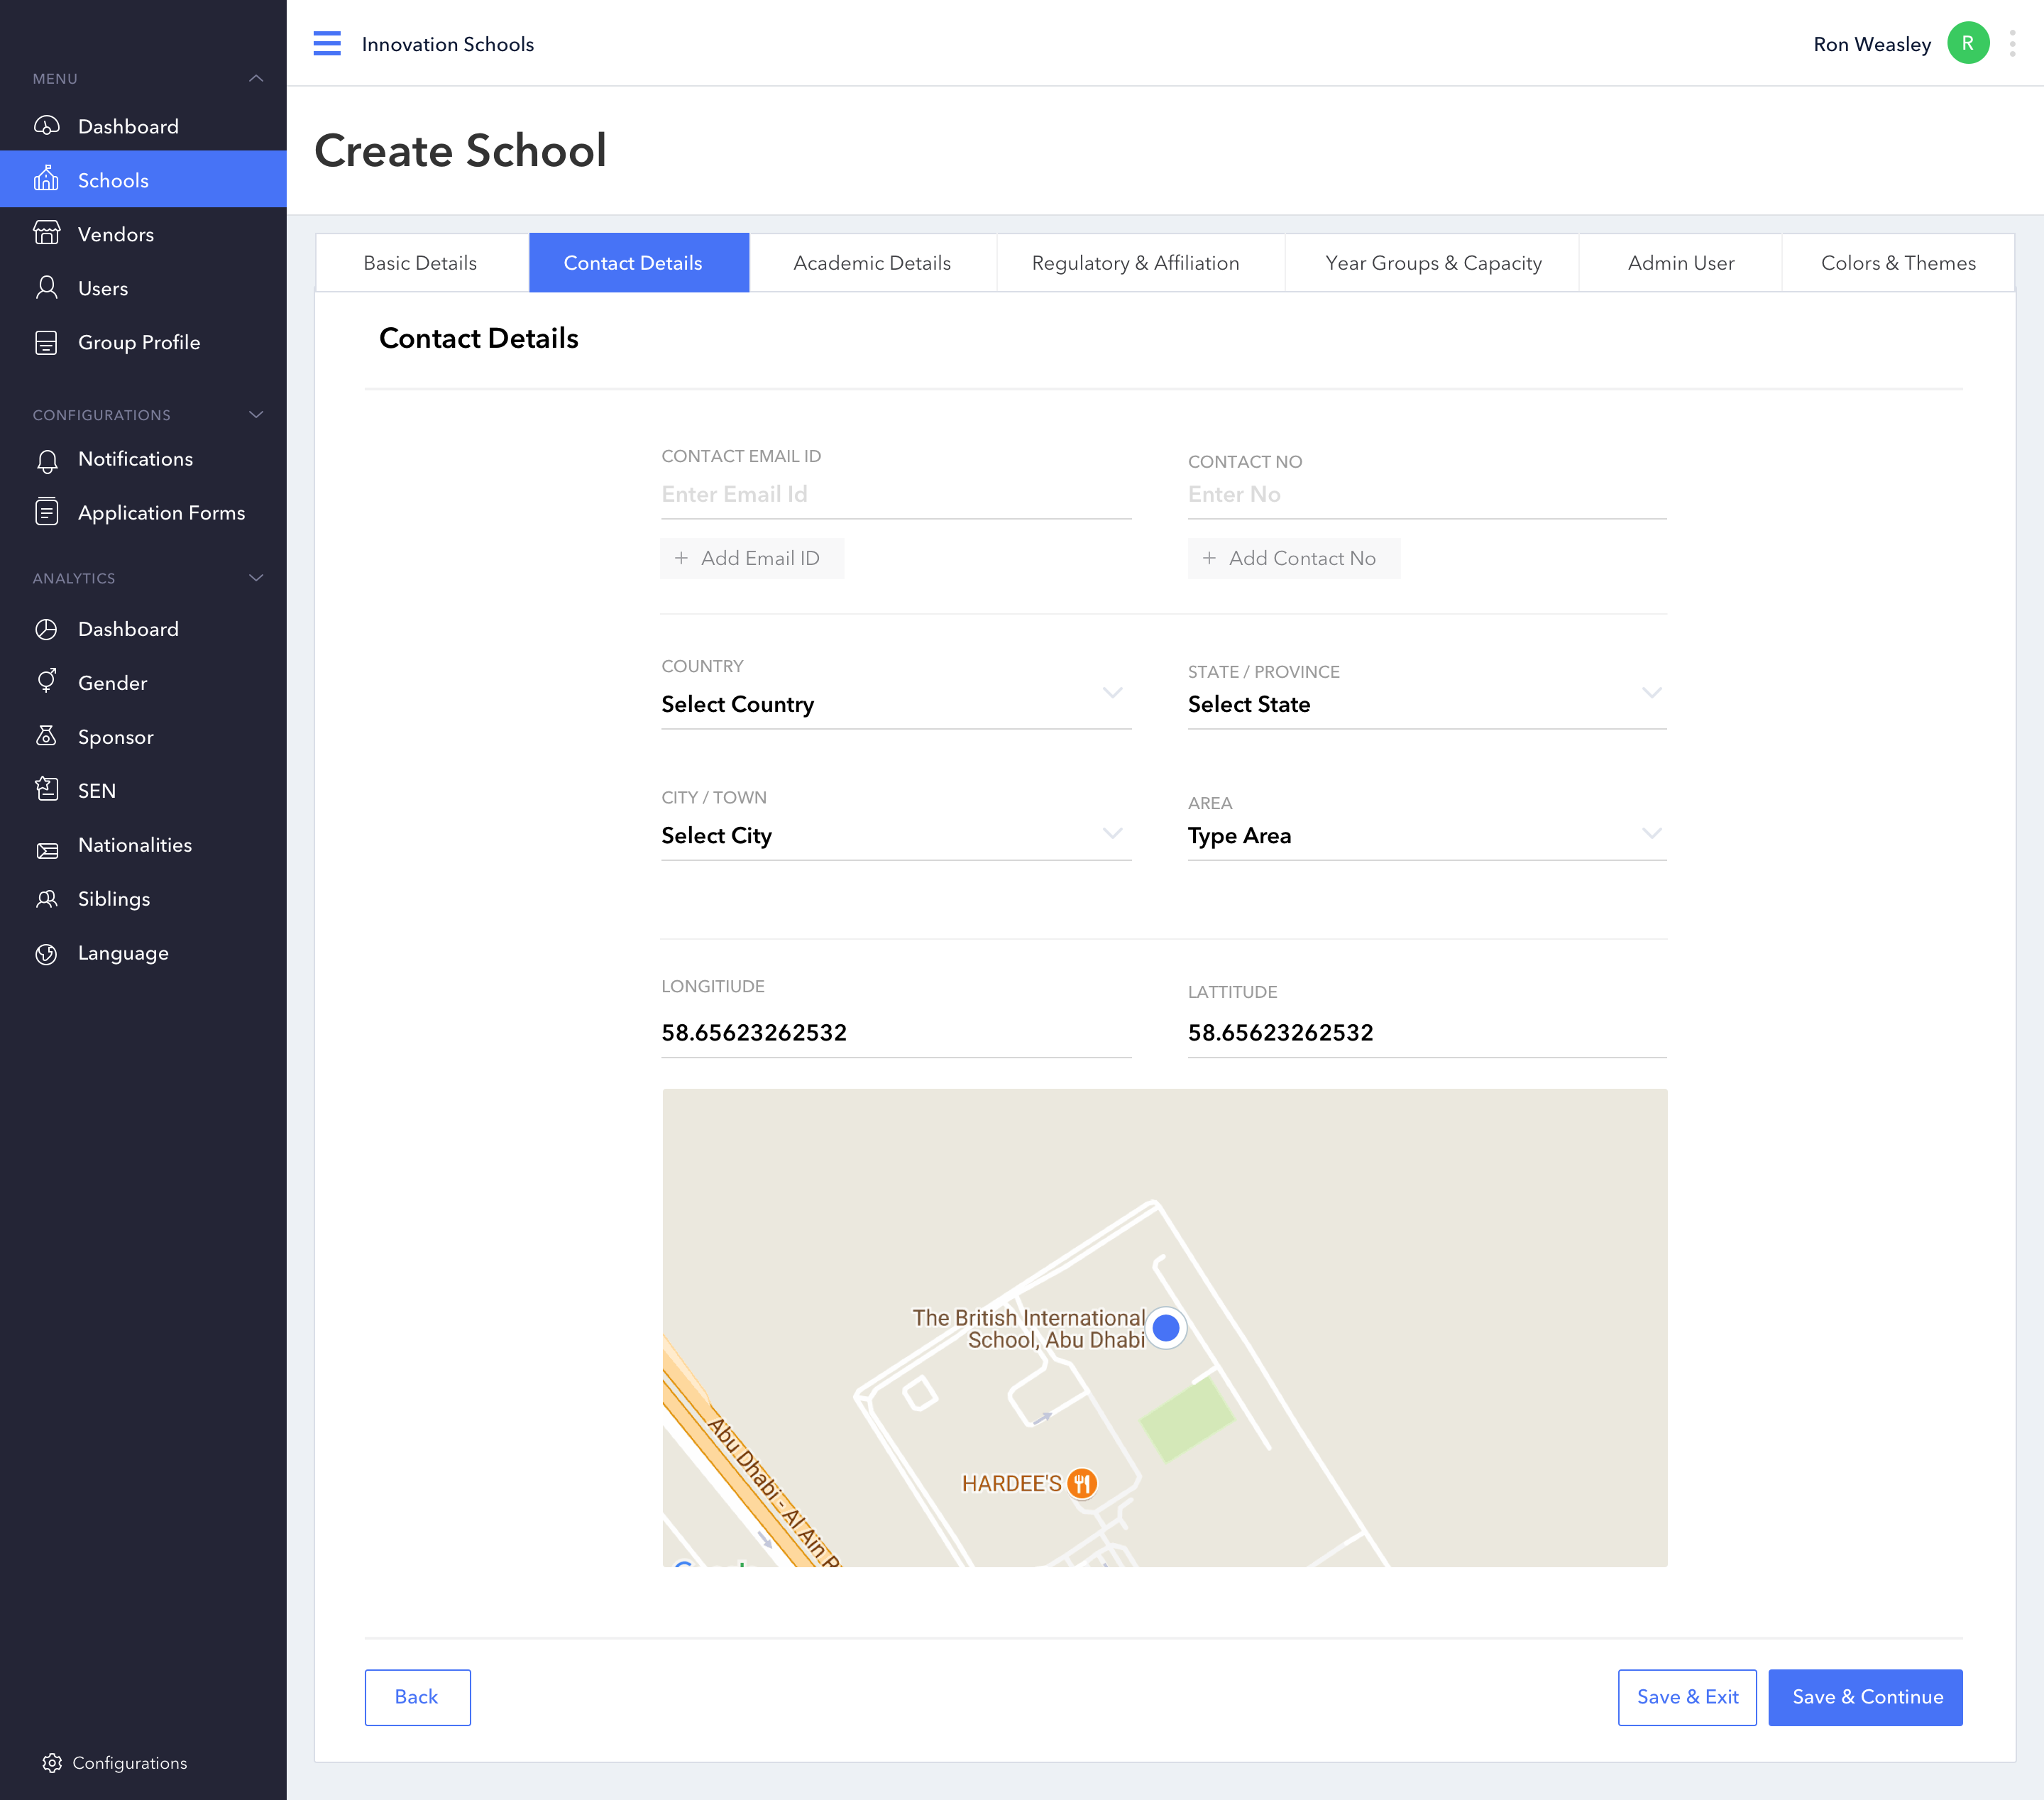 MENU
Dashboard
Schools
Vendors
Users
Group Profile
CONFIGURATIONS
Notifications
Application Forms
ANALYTICS
Dashboard
Gender
Sponsor
SEN
Nationalities
Siblings
Language
Configurations
Innovation Schools
Ron Weasley
R
Create School
Basic Details
Contact Details
Academic Details
Regulatory & Affiliation
Year Groups & Capacity
Admin User
Colors & Themes
Contact Details
CONTACT EMAIL ID
Enter Email Id
+ Add Email ID
CONTACT NO
Enter No
+ Add Contact No
COUNTRY
Select Country
STATE / PROVINCE
Select State
CITY / TOWN
Select City
AREA
Type Area
LONGITIUDE
58.65623262532
LATTITUDE
58.65623262532
The British International
School, Abu Dhabi
HARDEE'S
Abu Dhabi - Al Ain
Back
Save & Exit
Save & Continue